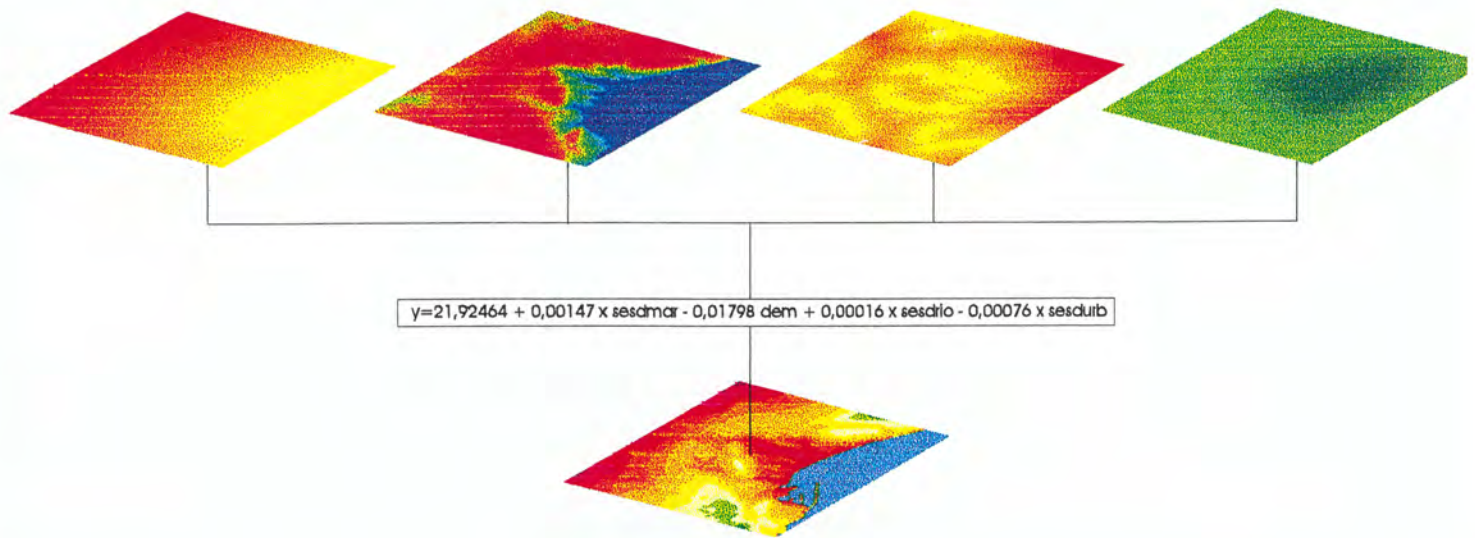 y=21,92464 + 0,00147 x sesdmar - 0,01798 dem + 0,00016 x sesdrio - 0,00076 x sesdurb